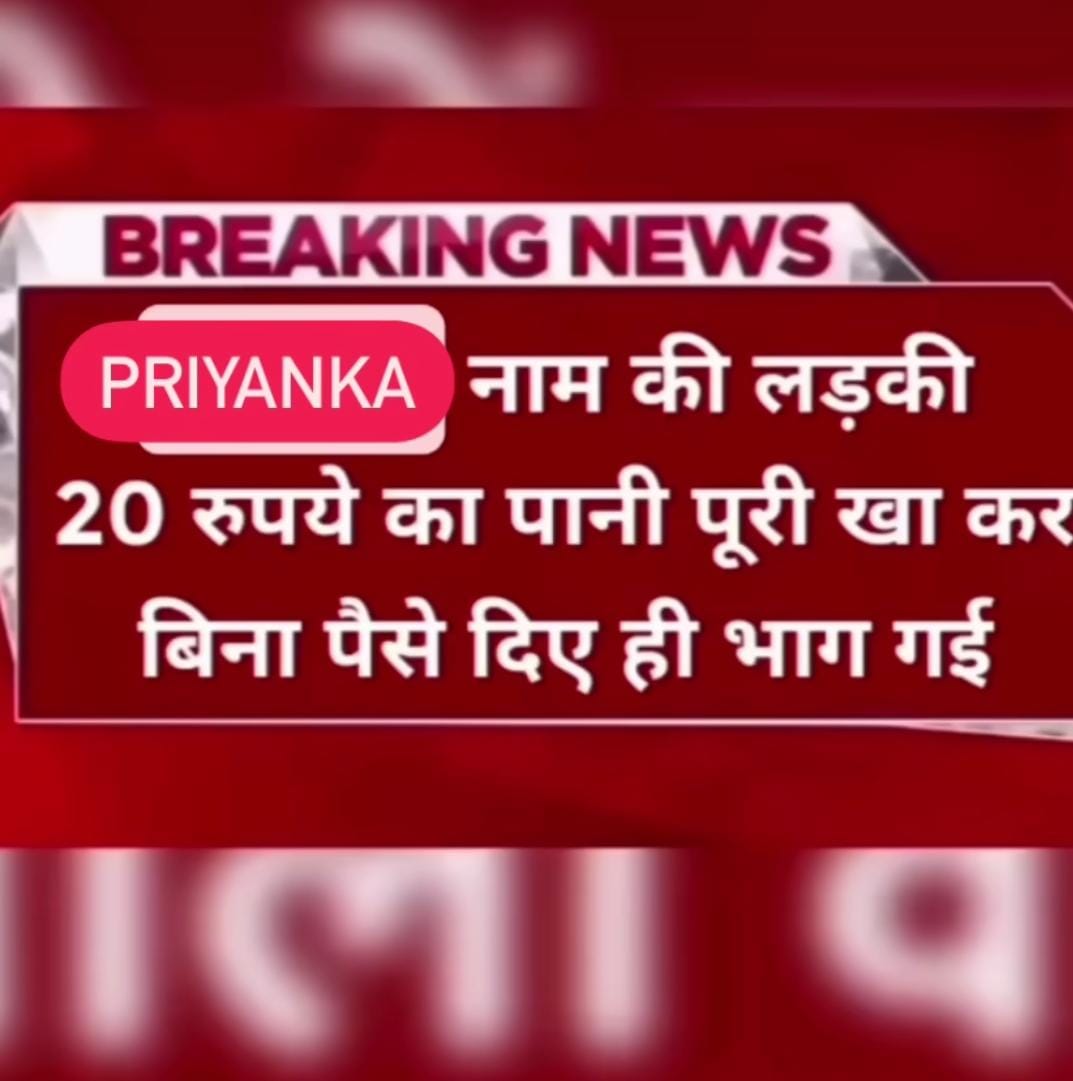 BREAKING NEWS
PRIYANKA नाम की लड़की
20 रुपये का पानी पूरी खा कर
बिना पैसे दिए ही भाग गई